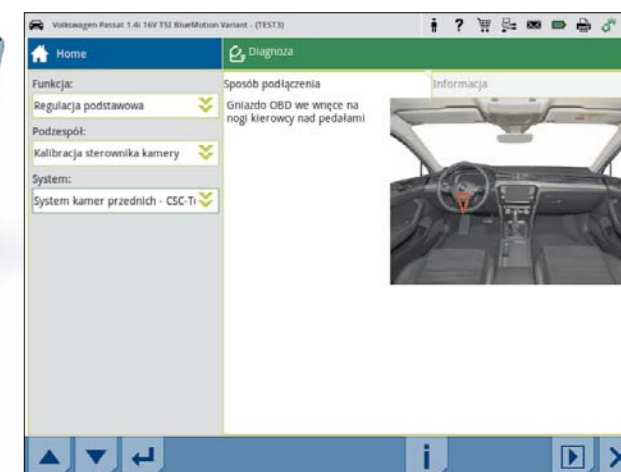 Volkswagen Passat 1.4i 16V TSI BlueMotion Variant - (TEST3)
Home
Diagnoza
Funkcja:
Regulacja podstawowa
Podzespół:
Kalibracja sterownika kamery
System:
System kamer przednich - CSC-To
Sposób podłączenia
Gniazdo OBD we wnęce na
nogi kierowcy nad pedałami
Informacja